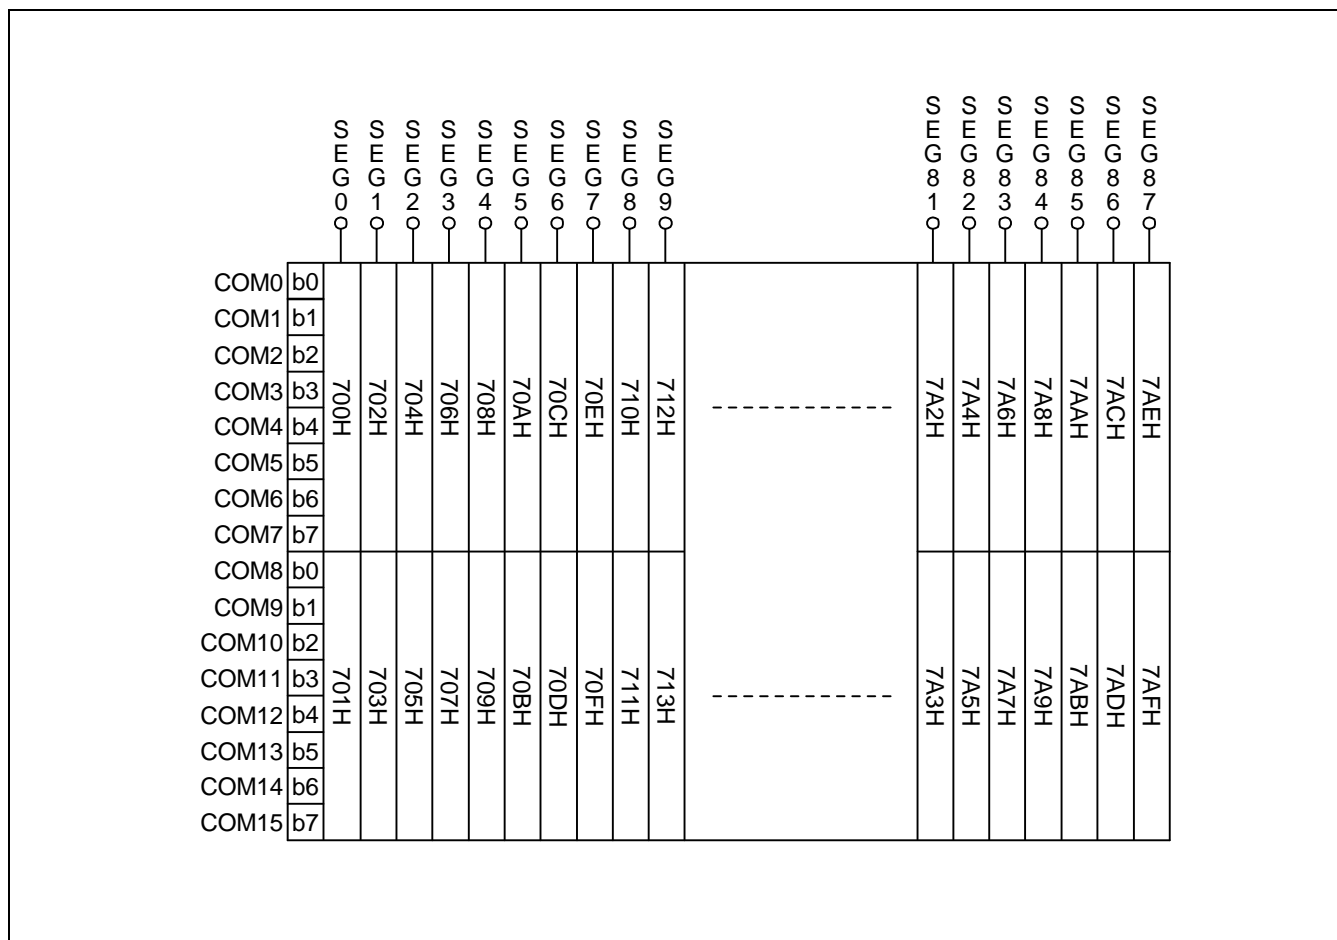 SEG0 SEG1 SEG2 SEG3 SEG4 SEG5 SEG6 SEG7 SEG8 SEG9 SEG81 SEG82 SEG83 SEG84 SEG85 SEG86 SEG87
COM0 b0
COM1 b1
COM2 b2
COM3 b3
COM4 b4
COM5 b5
COM6 b6
COM7 b7
700H 702H 704H 706H 708H 70AH 70CH 70EH 710H 712H 7A2H 7A4H 7A6H 7A8H 7AAH 7ACH 7AEH
COM8 b0
COM9 b1
COM10 b2
COM11 b3
COM12 b4
COM13 b5
COM14 b6
COM15 b7
701H 703H 705H 707H 709H 70BH 70DH 70FH 711H 713H 7A3H 7A5H 7A7H 7A9H 7ABH 7ADH 7AFH